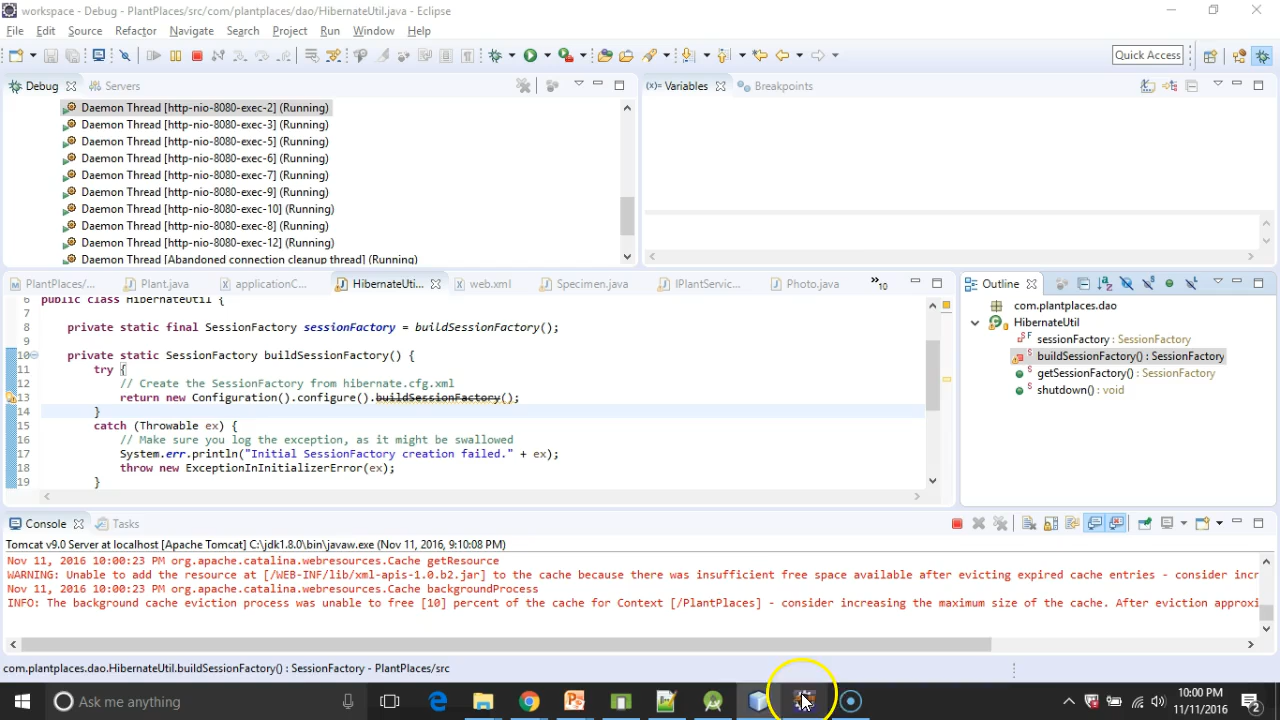 workspace - Debug - PlantPlaces/src/com/plantplaces/dao/HibernateUtil.java - Eclipse
File Edit Source Refactor Navigate Search Project Run Window Help
Quick Access
Debug Servers
Daemon Thread [http-nio-8080-exec-2] (Running)
Daemon Thread [http-nio-8080-exec-3] (Running)
Daemon Thread [http-nio-8080-exec-5] (Running)
Daemon Thread [http-nio-8080-exec-6] (Running)
Daemon Thread [http-nio-8080-exec-7] (Running)
Daemon Thread [http-nio-8080-exec-9] (Running)
Daemon Thread [http-nio-8080-exec-10] (Running)
Daemon Thread [http-nio-8080-exec-8] (Running)
Daemon Thread [http-nio-8080-exec-12] (Running)
Daemon Thread [Abandoned connection cleanup thread] (Running)
(x)= Variables Breakpoints
PlantPlaces/... Plant.java applicationC... HibernateUti... web.xml Specimen.java IPlantServic... Photo.java »10
6 public class HibernateUtil {
7
8 private static final SessionFactory sessionFactory = buildSessionFactory();
9
10 private static SessionFactory buildSessionFactory() {
11 try {
12 // Create the SessionFactory from hibernate.cfg.xml
13 return new Configuration().configure().buildSessionFactory();
14 }
15 catch (Throwable ex) {
16 // Make sure you log the exception, as it might be swallowed
17 System.err.println("Initial SessionFactory creation failed." + ex);
18 throw new ExceptionInInitializerError(ex);
19 }
Outline
com.plantplaces.dao
HibernateUtil
sessionFactory : SessionFactory
buildSessionFactory() : SessionFactory
getSessionFactory() : SessionFactory
shutdown() : void
Console Tasks
Tomcat v9.0 Server at localhost [Apache Tomcat] C:\jdk1.8.0\bin\javaw.exe (Nov 11, 2016, 9:10:08 PM)
Nov 11, 2016 10:00:23 PM org.apache.catalina.webresources.Cache getResource
WARNING: Unable to add the resource at [/WEB-INF/lib/xml-apis-1.0.b2.jar] to the cache because there was insufficient free space available after evicting expired cache entries - consider incr
Nov 11, 2016 10:00:23 PM org.apache.catalina.webresources.Cache backgroundProcess
INFO: The background cache eviction process was unable to free [10] percent of the cache for Context [/PlantPlaces] - consider increasing the maximum size of the cache. After eviction approxi
com.plantplaces.dao.HibernateUtil.buildSessionFactory() : SessionFactory - PlantPlaces/src
Ask me anything
10:00 PM
11/11/2016
2